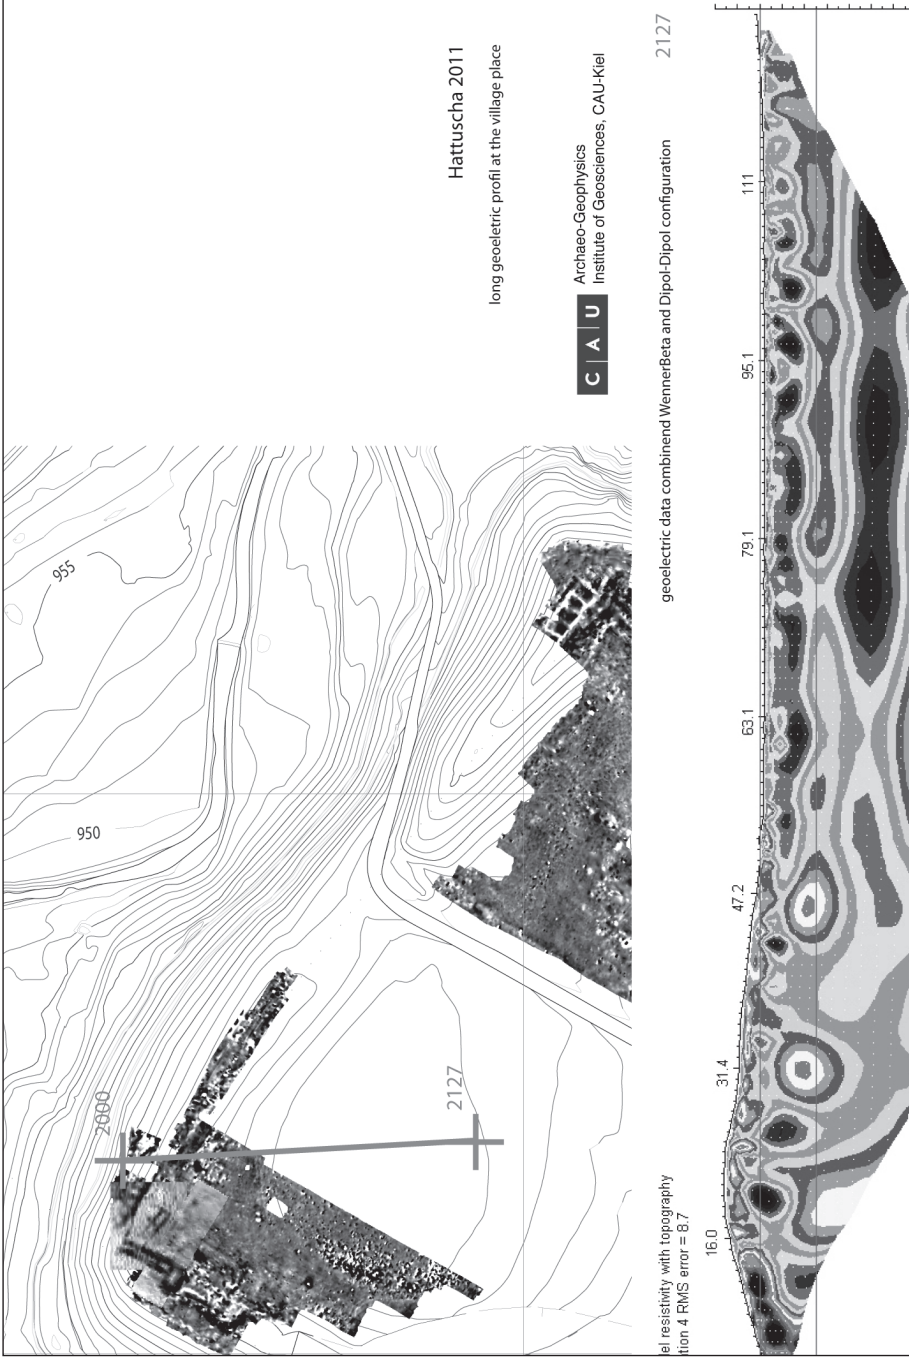 Hattuscha 2011
long geoeletric profil at the village place
C A U
Archaeo-Geophysics
Institute of Geosciences, CAU-Kiel
955
950
2000
2127
2127
geoelectric data combinend WennerBeta and Dipol-Dipol configuration
resistivity with topography
4 RMS error = 8.7
16.0
31.4
47.2
63.1
79.1
95.1
111